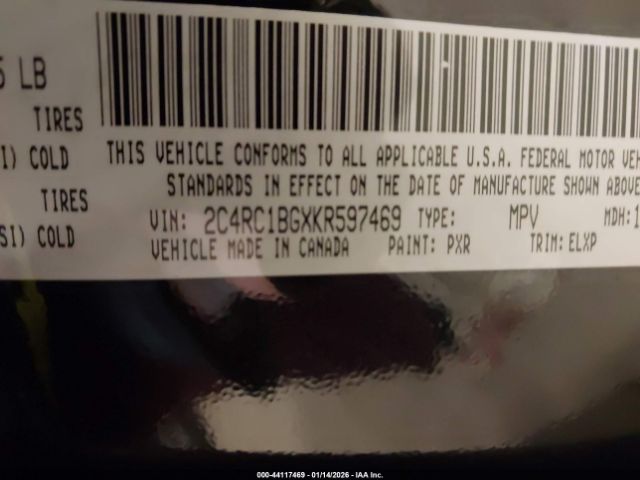 5 LB
TIRES
I) COLD
TIRES
SI) COLD
THIS VEHICLE CONFORMS TO ALL APPLICABLE U.S.A. FEDERAL MOTOR VEH
STANDARDS IN EFFECT ON THE DATE OF MANUFACTURE SHOWN ABOVE
VIN: 2C4RC1BGXKR597469 TYPE: MPV MDH:1
VEHICLE MADE IN CANADA PAINT: PXR TRIM: ELXP
000-44117469 - 01/14/2026 - IAA Inc.